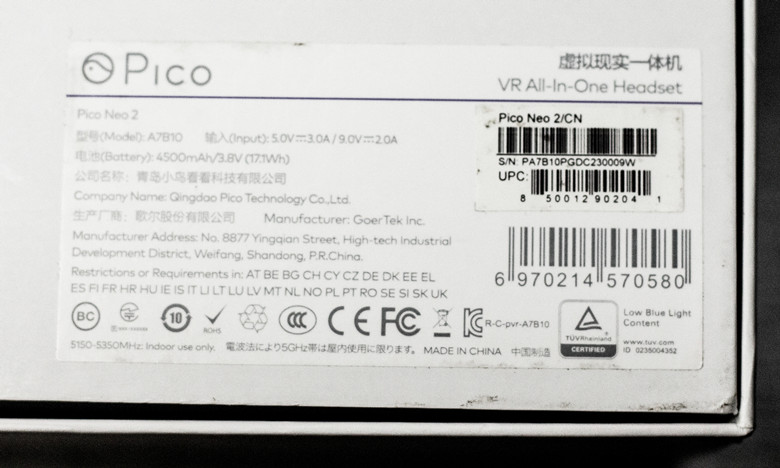 Pico
虚拟现实一体机
VR All-In-One Headset
Pico Neo 2
型号(Model): A7B10 输入(Input): 5.0V⎓3.0A / 9.0V⎓2.0A
电池(Battery): 4500mAh/3.8V (17.1Wh)
公司名称: 青岛小鸟看看科技有限公司
Company Name: Qingdao Pico Technology Co.,Ltd.
生产厂商: 歌尔股份有限公司 Manufacturer: GoerTek Inc.
Manufacturer Address: No. 8877 Yingqian Street, High-tech Industrial
Development District, Weifang, Shandong, P.R.China.
Restrictions or Requirements in: AT BE BG CH CY CZ DE DK EE EL
ES FI FR HR HU IE IS IT LI LT LU LV MT NL NO PL PT RO SE SI SK UK
Pico Neo 2/CN
S/N: PA7B10PGDC230009W
UPC:
8 50012 90204 1
6 970214 570580
BC
10
RoHS
CCC
CE
FC
R-C-pvr-A7B10
TÜVRheinland
CERTIFIED
Low Blue Light
Content
www.tuv.com
ID 0235004352
5150-5350MHz: Indoor use only. 電波法により5GHz帯は屋内使用に限ります。 MADE IN CHINA 中国制造